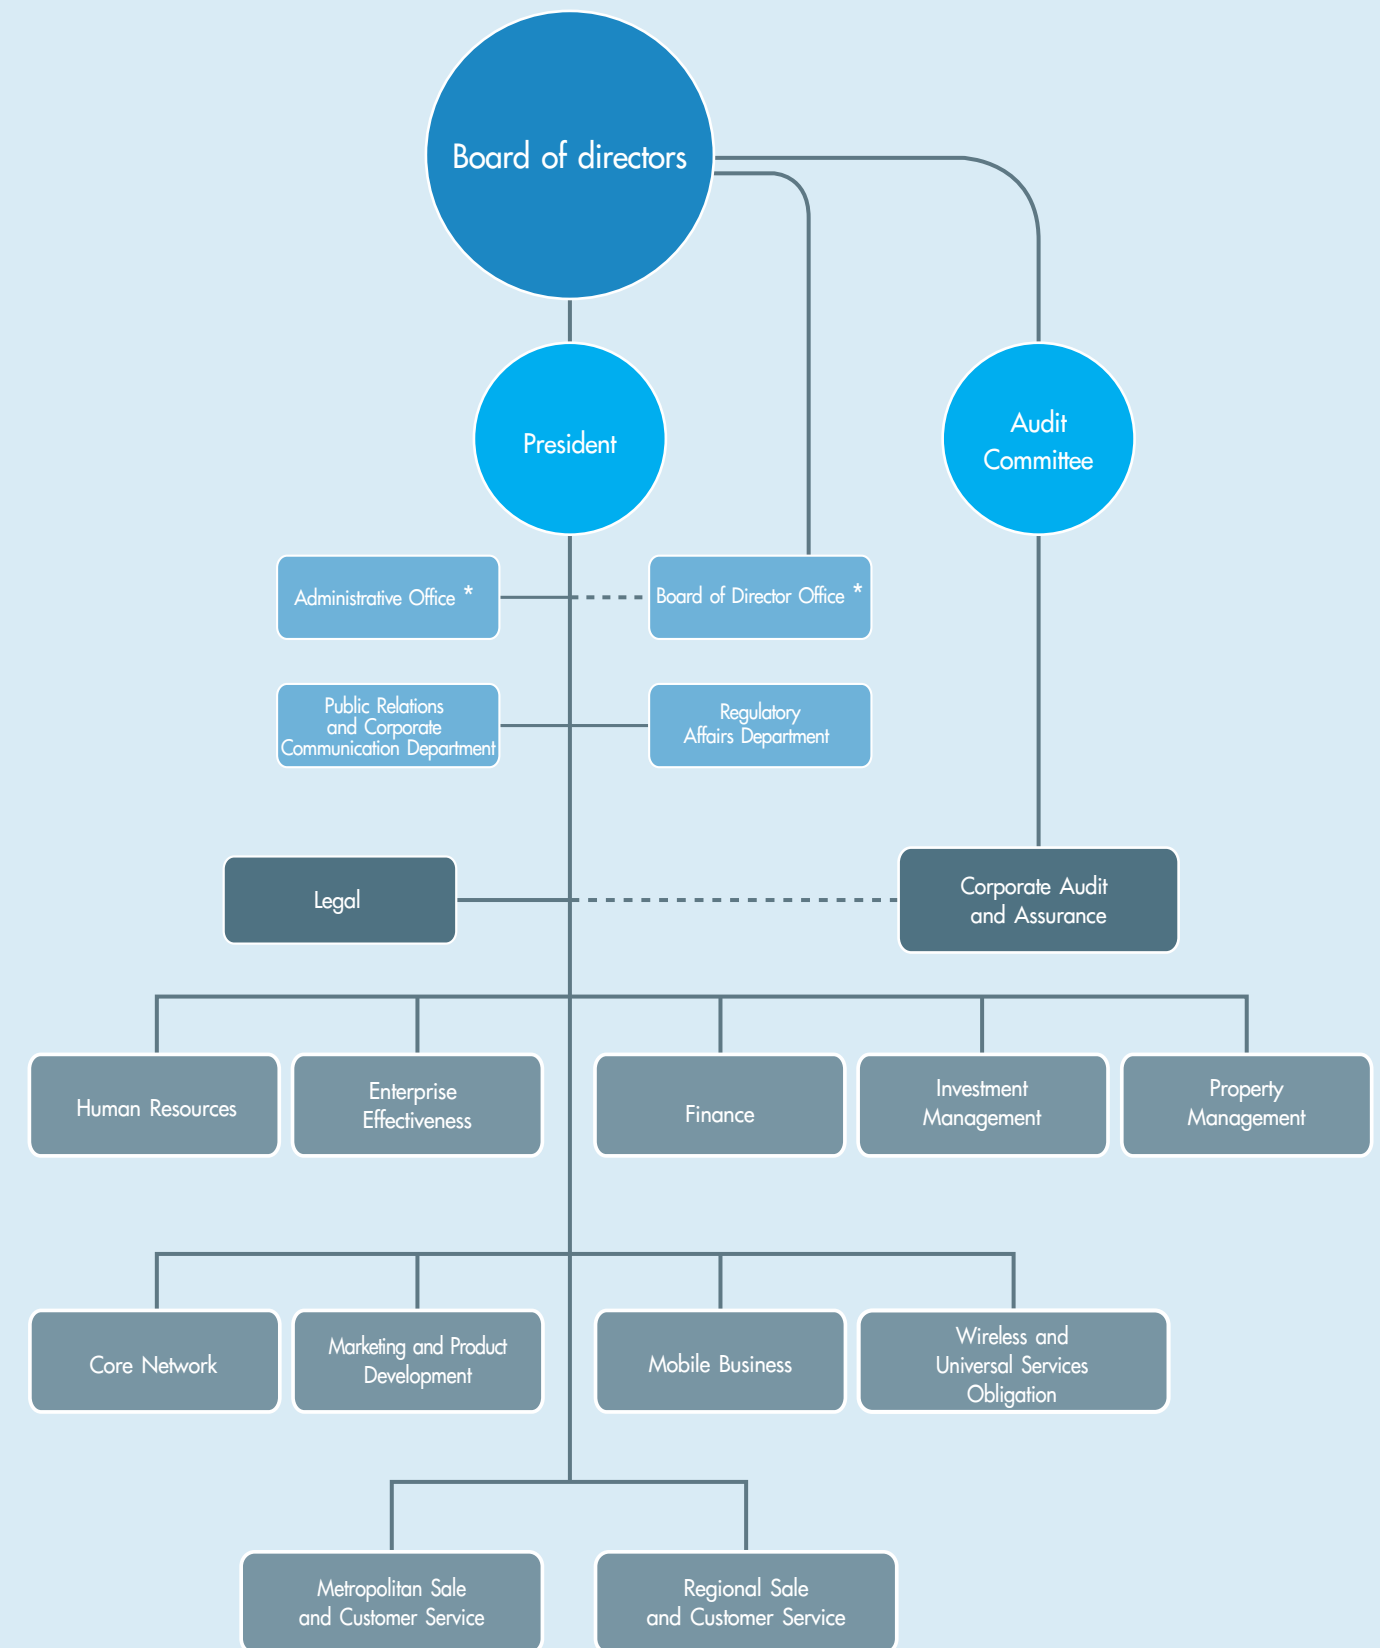 Board of directors
President
Audit
Committee
Administrative Office *
Board of Director Office *
Public Relations
and Corporate
Communication Department
Regulatory
Affairs Department
Legal
Corporate Audit
and Assurance
Human Resources
Enterprise
Effectiveness
Finance
Investment
Management
Property
Management
Core Network
Marketing and Product
Development
Mobile Business
Wireless and
Universal Services
Obligation
Metropolitan Sale
and Customer Service
Regional Sale
and Customer Service